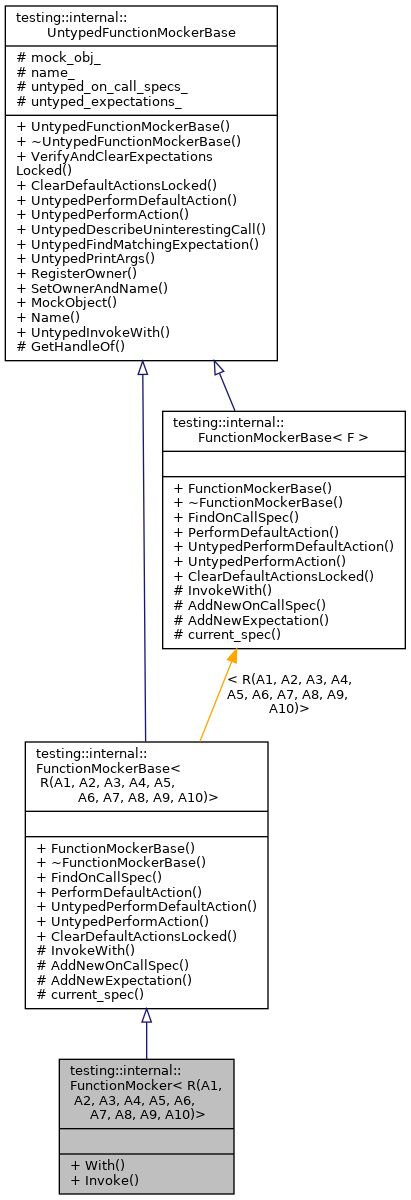 testing::internal::
UntypedFunctionMockerBase
# mock_obj_
# name_
# untyped_on_call_specs_
# untyped_expectations_
+ UntypedFunctionMockerBase()
+ ~UntypedFunctionMockerBase()
+ VerifyAndClearExpectations
Locked()
+ ClearDefaultActionsLocked()
+ UntypedPerformDefaultAction()
+ UntypedPerformAction()
+ UntypedDescribeUninterestingCall()
+ UntypedFindMatchingExpectation()
+ UntypedPrintArgs()
+ RegisterOwner()
+ SetOwnerAndName()
+ MockObject()
+ Name()
+ UntypedInvokeWith()
# GetHandleOf()
testing::internal::
FunctionMockerBase< F >
+ FunctionMockerBase()
+ ~FunctionMockerBase()
+ FindOnCallSpec()
+ PerformDefaultAction()
+ UntypedPerformDefaultAction()
+ UntypedPerformAction()
+ ClearDefaultActionsLocked()
# InvokeWith()
# AddNewOnCallSpec()
# AddNewExpectation()
# current_spec()
< R(A1, A2, A3, A4,
A5, A6, A7, A8, A9,
A10)>
testing::internal::
FunctionMockerBase<
R(A1, A2, A3, A4, A5,
A6, A7, A8, A9, A10)>
+ FunctionMockerBase()
+ ~FunctionMockerBase()
+ FindOnCallSpec()
+ PerformDefaultAction()
+ UntypedPerformDefaultAction()
+ UntypedPerformAction()
+ ClearDefaultActionsLocked()
# InvokeWith()
# AddNewOnCallSpec()
# AddNewExpectation()
# current_spec()
testing::internal::
FunctionMocker< R(A1,
A2, A3, A4, A5, A6,
A7, A8, A9, A10)>
+ With()
+ Invoke()